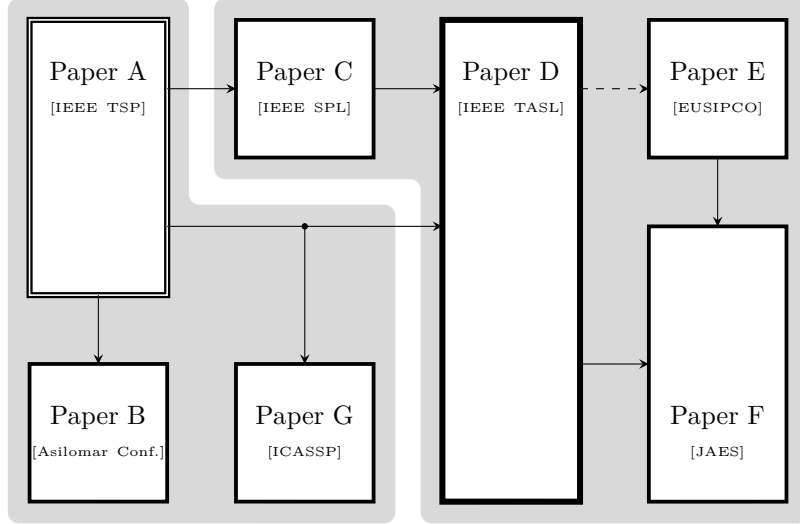 Paper A
[IEEE TSP]
Paper C
[IEEE SPL]
Paper D
[IEEE TASL]
Paper E
[EUSIPCO]
Paper B
[Asilomar Conf.]
Paper G
[ICASSP]
Paper F
[JAES]